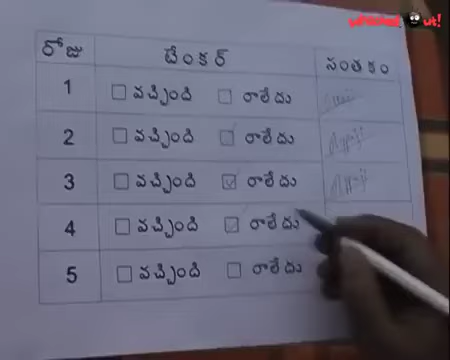 రోజు టేంకర్ సంతకం
1 వచ్చింది రాలేదు
2 వచ్చింది రాలేదు
3 వచ్చింది రాలేదు
4 వచ్చింది రాలేదు
5 వచ్చింది రాలేదు